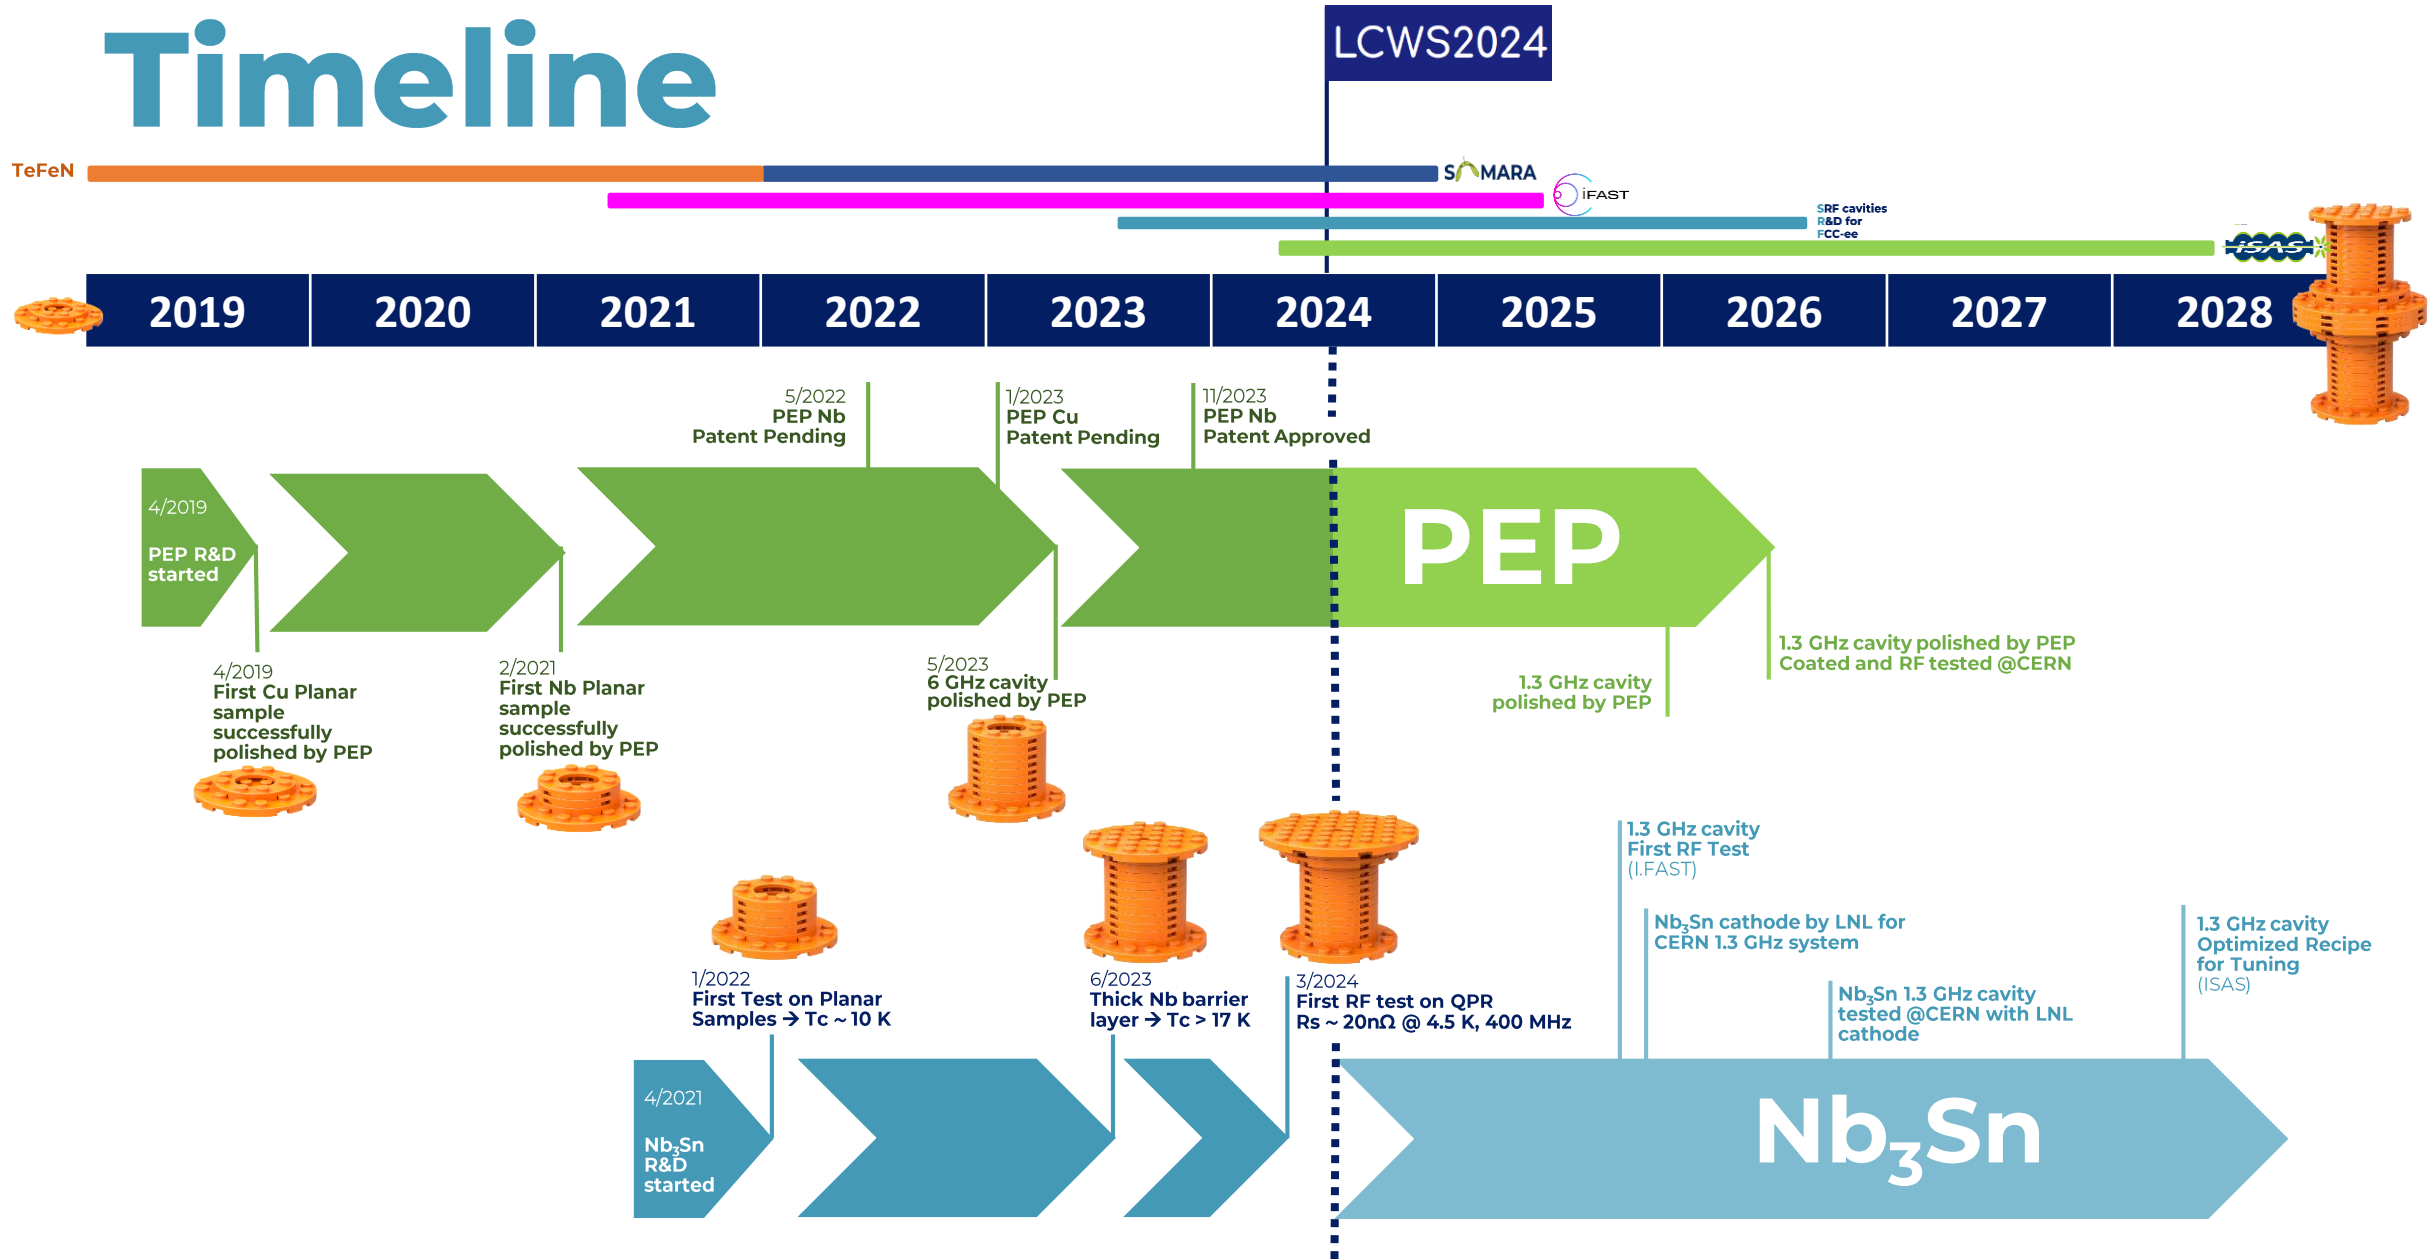 Timeline
LCWS2024
TeFeN
SAMARA
iFAST
SRF cavities
R&D for
FCC-ee
iSAS
2019 2020 2021 2022 2023 2024 2025 2026 2027 2028
5/2022
PEP Nb
Patent Pending
1/2023
PEP Cu
Patent Pending
11/2023
PEP Nb
Patent Approved
4/2019
PEP R&D
started
PEP
4/2019
First Cu Planar
sample
successfully
polished by PEP
2/2021
First Nb Planar
sample
successfully
polished by PEP
5/2023
6 GHz cavity
polished by PEP
1.3 GHz cavity
polished by PEP
1.3 GHz cavity polished by PEP
Coated and RF tested @CERN
1.3 GHz cavity
First RF Test
(I.FAST)
Nb₃Sn cathode by LNL for
CERN 1.3 GHz system
Nb₃Sn 1.3 GHz cavity
tested @CERN with LNL
cathode
1.3 GHz cavity
Optimized Recipe
for Tuning
(ISAS)
1/2022
First Test on Planar
Samples → Tc ~ 10 K
6/2023
Thick Nb barrier
layer → Tc > 17 K
3/2024
First RF test on QPR
Rs ~ 20nΩ @ 4.5 K, 400 MHz
4/2021
Nb₃Sn
R&D
started
Nb₃Sn